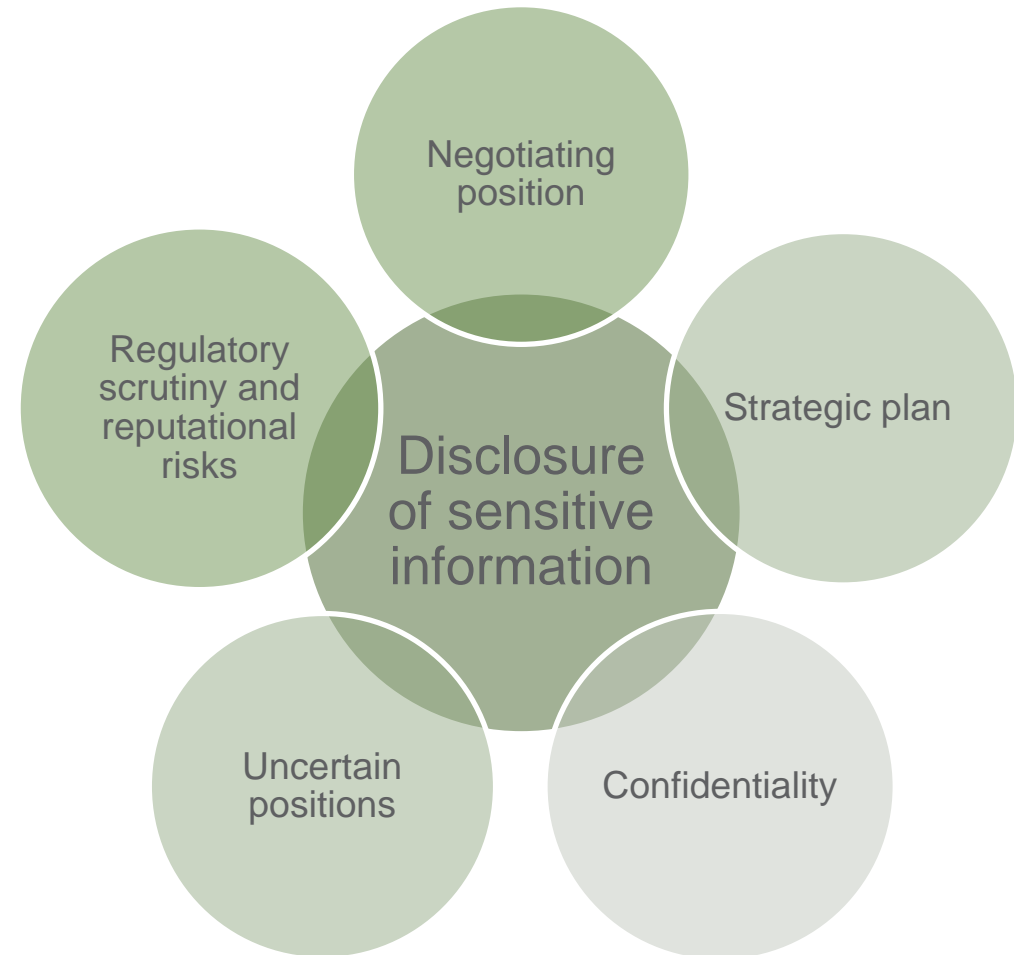 Negotiating
position
Regulatory
scrutiny and
reputational
risks
Strategic plan
Disclosure
of sensitive
information
Uncertain
positions
Confidentiality